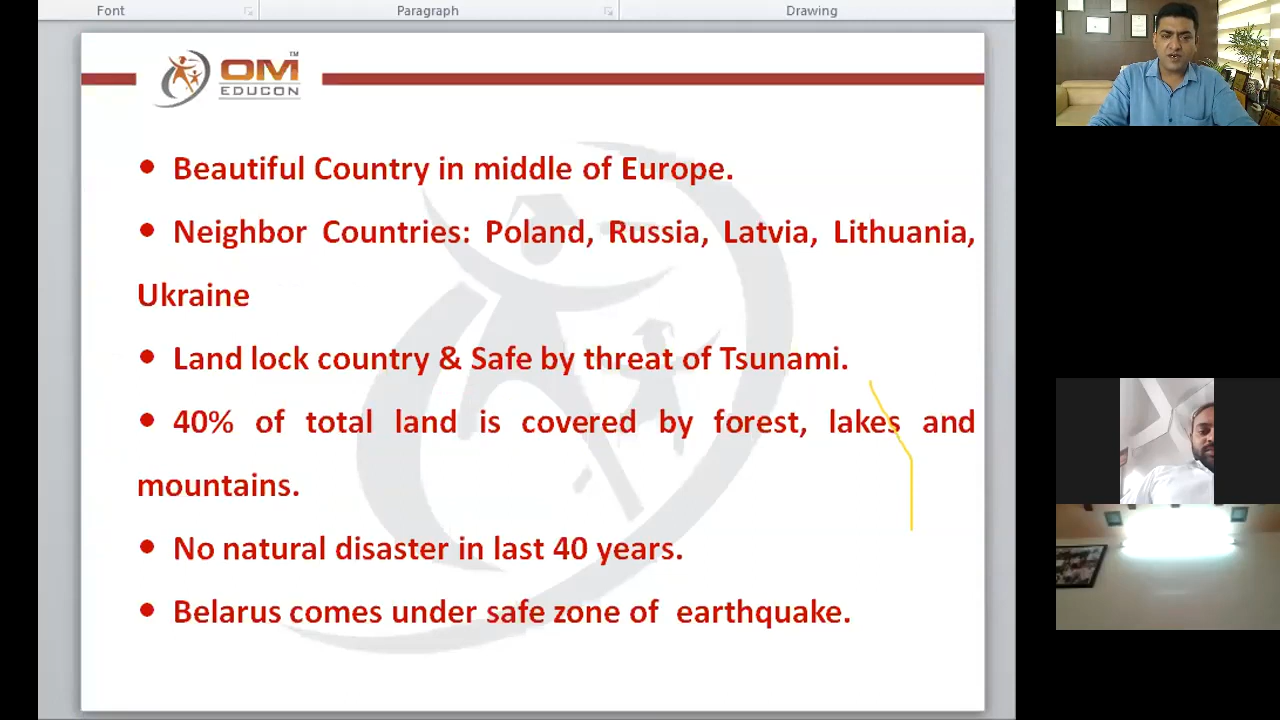 Font Paragraph Drawing
OM TM
EDUCON
• Beautiful Country in middle of Europe.
• Neighbor Countries: Poland, Russia, Latvia, Lithuania,
Ukraine
• Land lock country & Safe by threat of Tsunami.
• 40% of total land is covered by forest, lakes and
mountains.
• No natural disaster in last 40 years.
• Belarus comes under safe zone of earthquake.